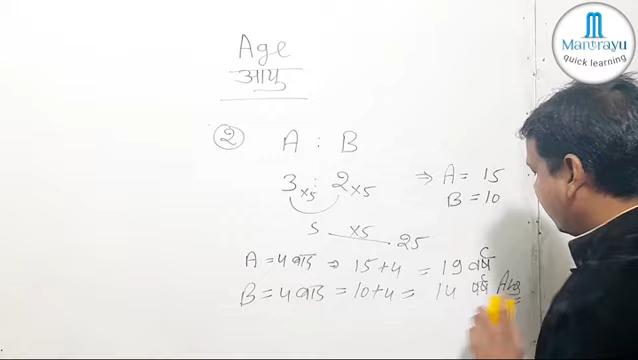 Manorayu
quick learning
Age
आयु
② A : B
3×5 : 2×5 ⇒ A = 15
B = 10
5 ×5 25
A = 4 बाद ⇒ 15+4 = 19 वर्ष
B = 4 बाद = 10+4 = 14 वर्ष Ans